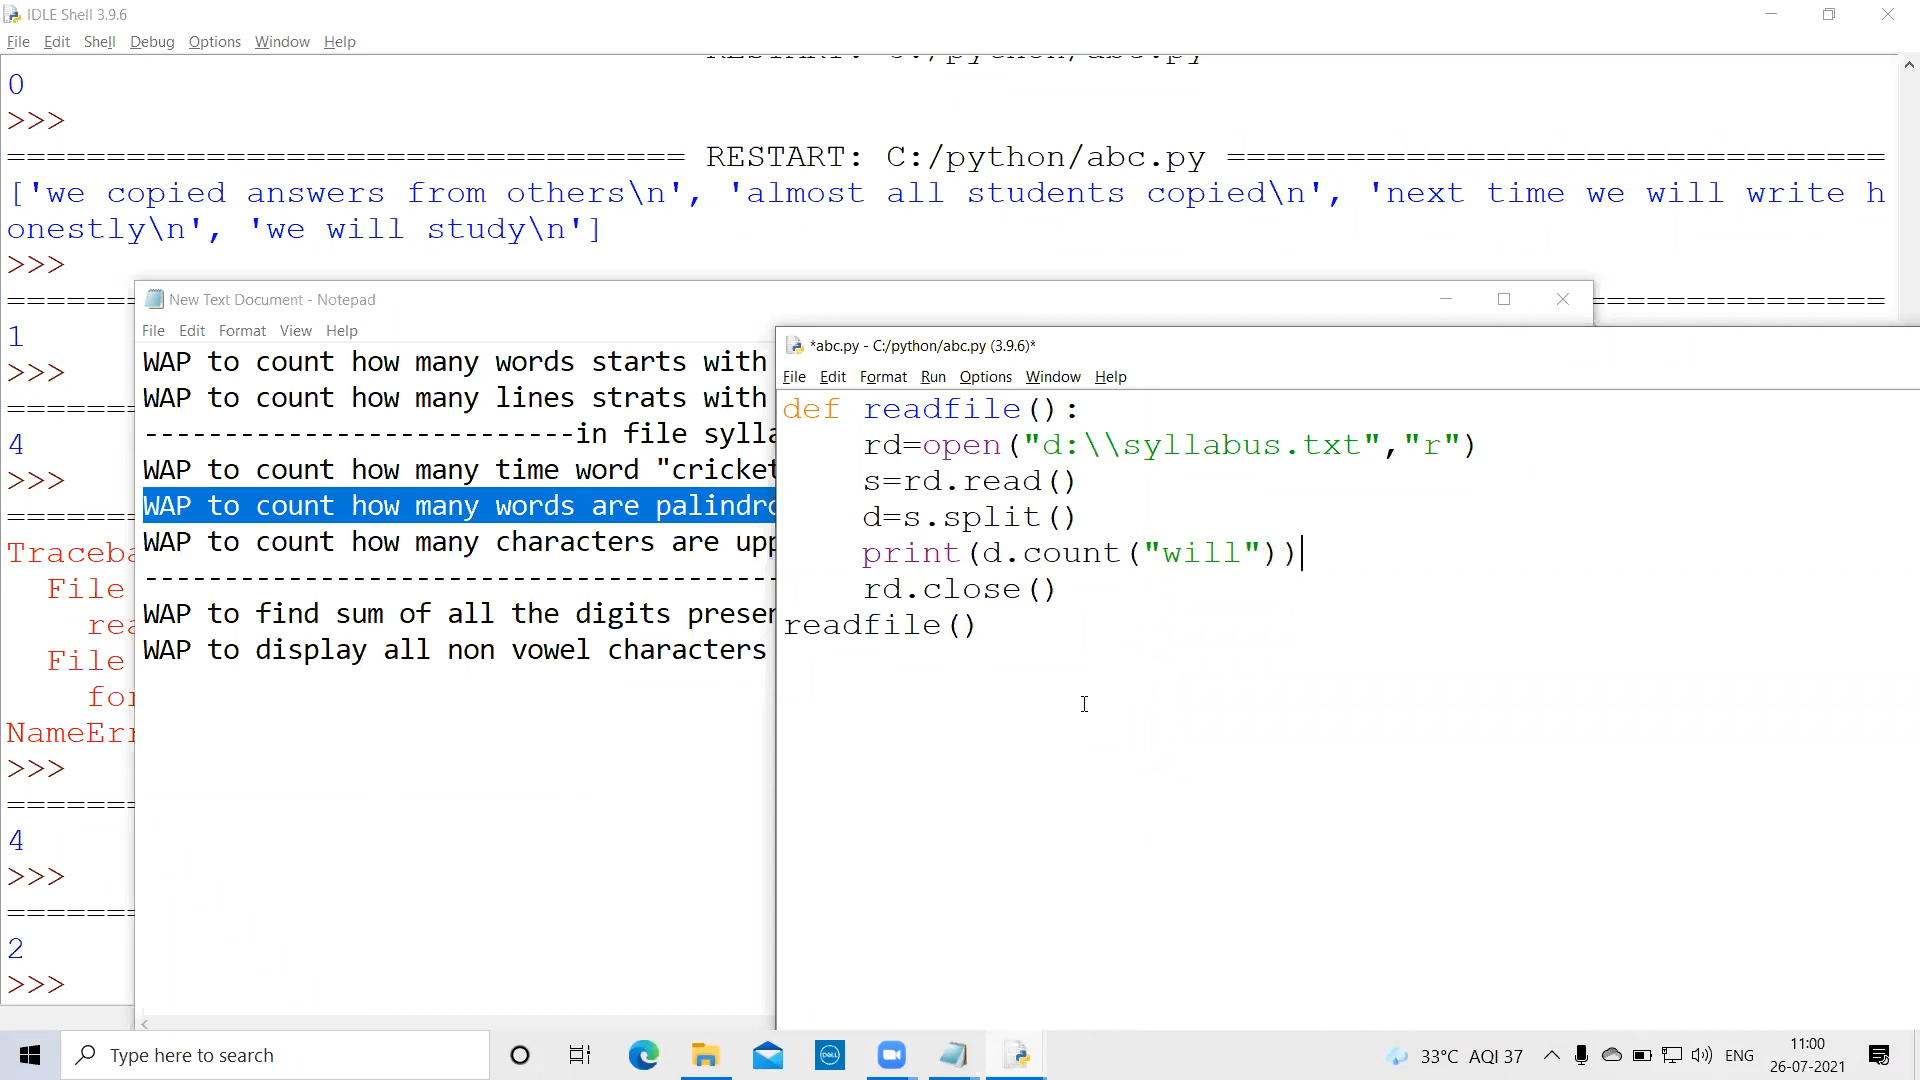 IDLE Shell 3.9.6
File Edit Shell Debug Options Window Help
RESTART: C:/python/abc.py
0
>>>
================================== RESTART: C:/python/abc.py =================================
['we copied answers from others\n', 'almost all students copied\n', 'next time we will write h
onestly\n', 'we will study\n']
>>>
1
>>>
4
>>>
File
NameErr
>>>
4
>>>
2
>>>
New Text Document - Notepad
File Edit Format View Help
WAP to count how many words starts with
WAP to count how many lines strats with
---------------------------in file sylla
WAP to count how many time word "cricket
WAP to count how many words are palindro
WAP to count how many characters are upp
----------------------------------------
WAP to find sum of all the digits presen
WAP to display all non vowel characters
*abc.py - C:/python/abc.py (3.9.6)*
File Edit Format Run Options Window Help
def readfile():
rd=open("d:\\syllabus.txt","r")
s=rd.read()
d=s.split()
print(d.count("will"))
rd.close()
readfile()
Type here to search
DELL
33°C AQI 37
ENG
11:00
26-07-2021